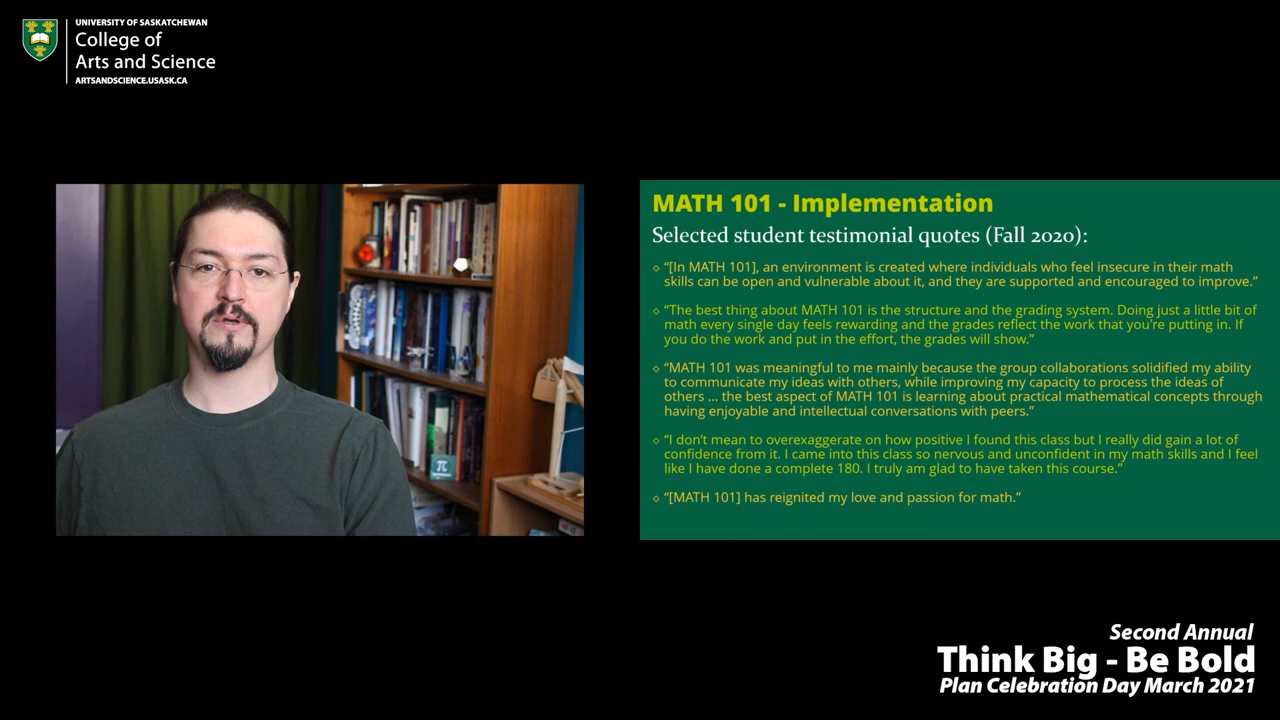 UNIVERSITY OF SASKATCHEWAN
College of
Arts and Science
ARTSANDSCIENCE.USASK.CA
MATH 101 - Implementation
Selected student testimonial quotes (Fall 2020):
⋄ “[In MATH 101], an environment is created where individuals who feel insecure in their math
skills can be open and vulnerable about it, and they are supported and encouraged to improve.”
⋄ “The best thing about MATH 101 is the structure and the grading system. Doing just a little bit of
math every single day feels rewarding and the grades reflect the work that you’re putting in. If
you do the work and put in the effort, the grades will show.”
⋄ “MATH 101 was meaningful to me mainly because the group collaborations solidified my ability
to communicate my ideas with others, while improving my capacity to process the ideas of
others ... the best aspect of MATH 101 is learning about practical mathematical concepts through
having enjoyable and intellectual conversations with peers.”
⋄ “I don’t mean to overexaggerate on how positive I found this class but I really did gain a lot of
confidence from it. I came into this class so nervous and unconfident in my math skills and I feel
like I have done a complete 180. I truly am glad to have taken this course.”
⋄ “[MATH 101] has reignited my love and passion for math.”
π
Second Annual
Think Big - Be Bold
Plan Celebration Day March 2021